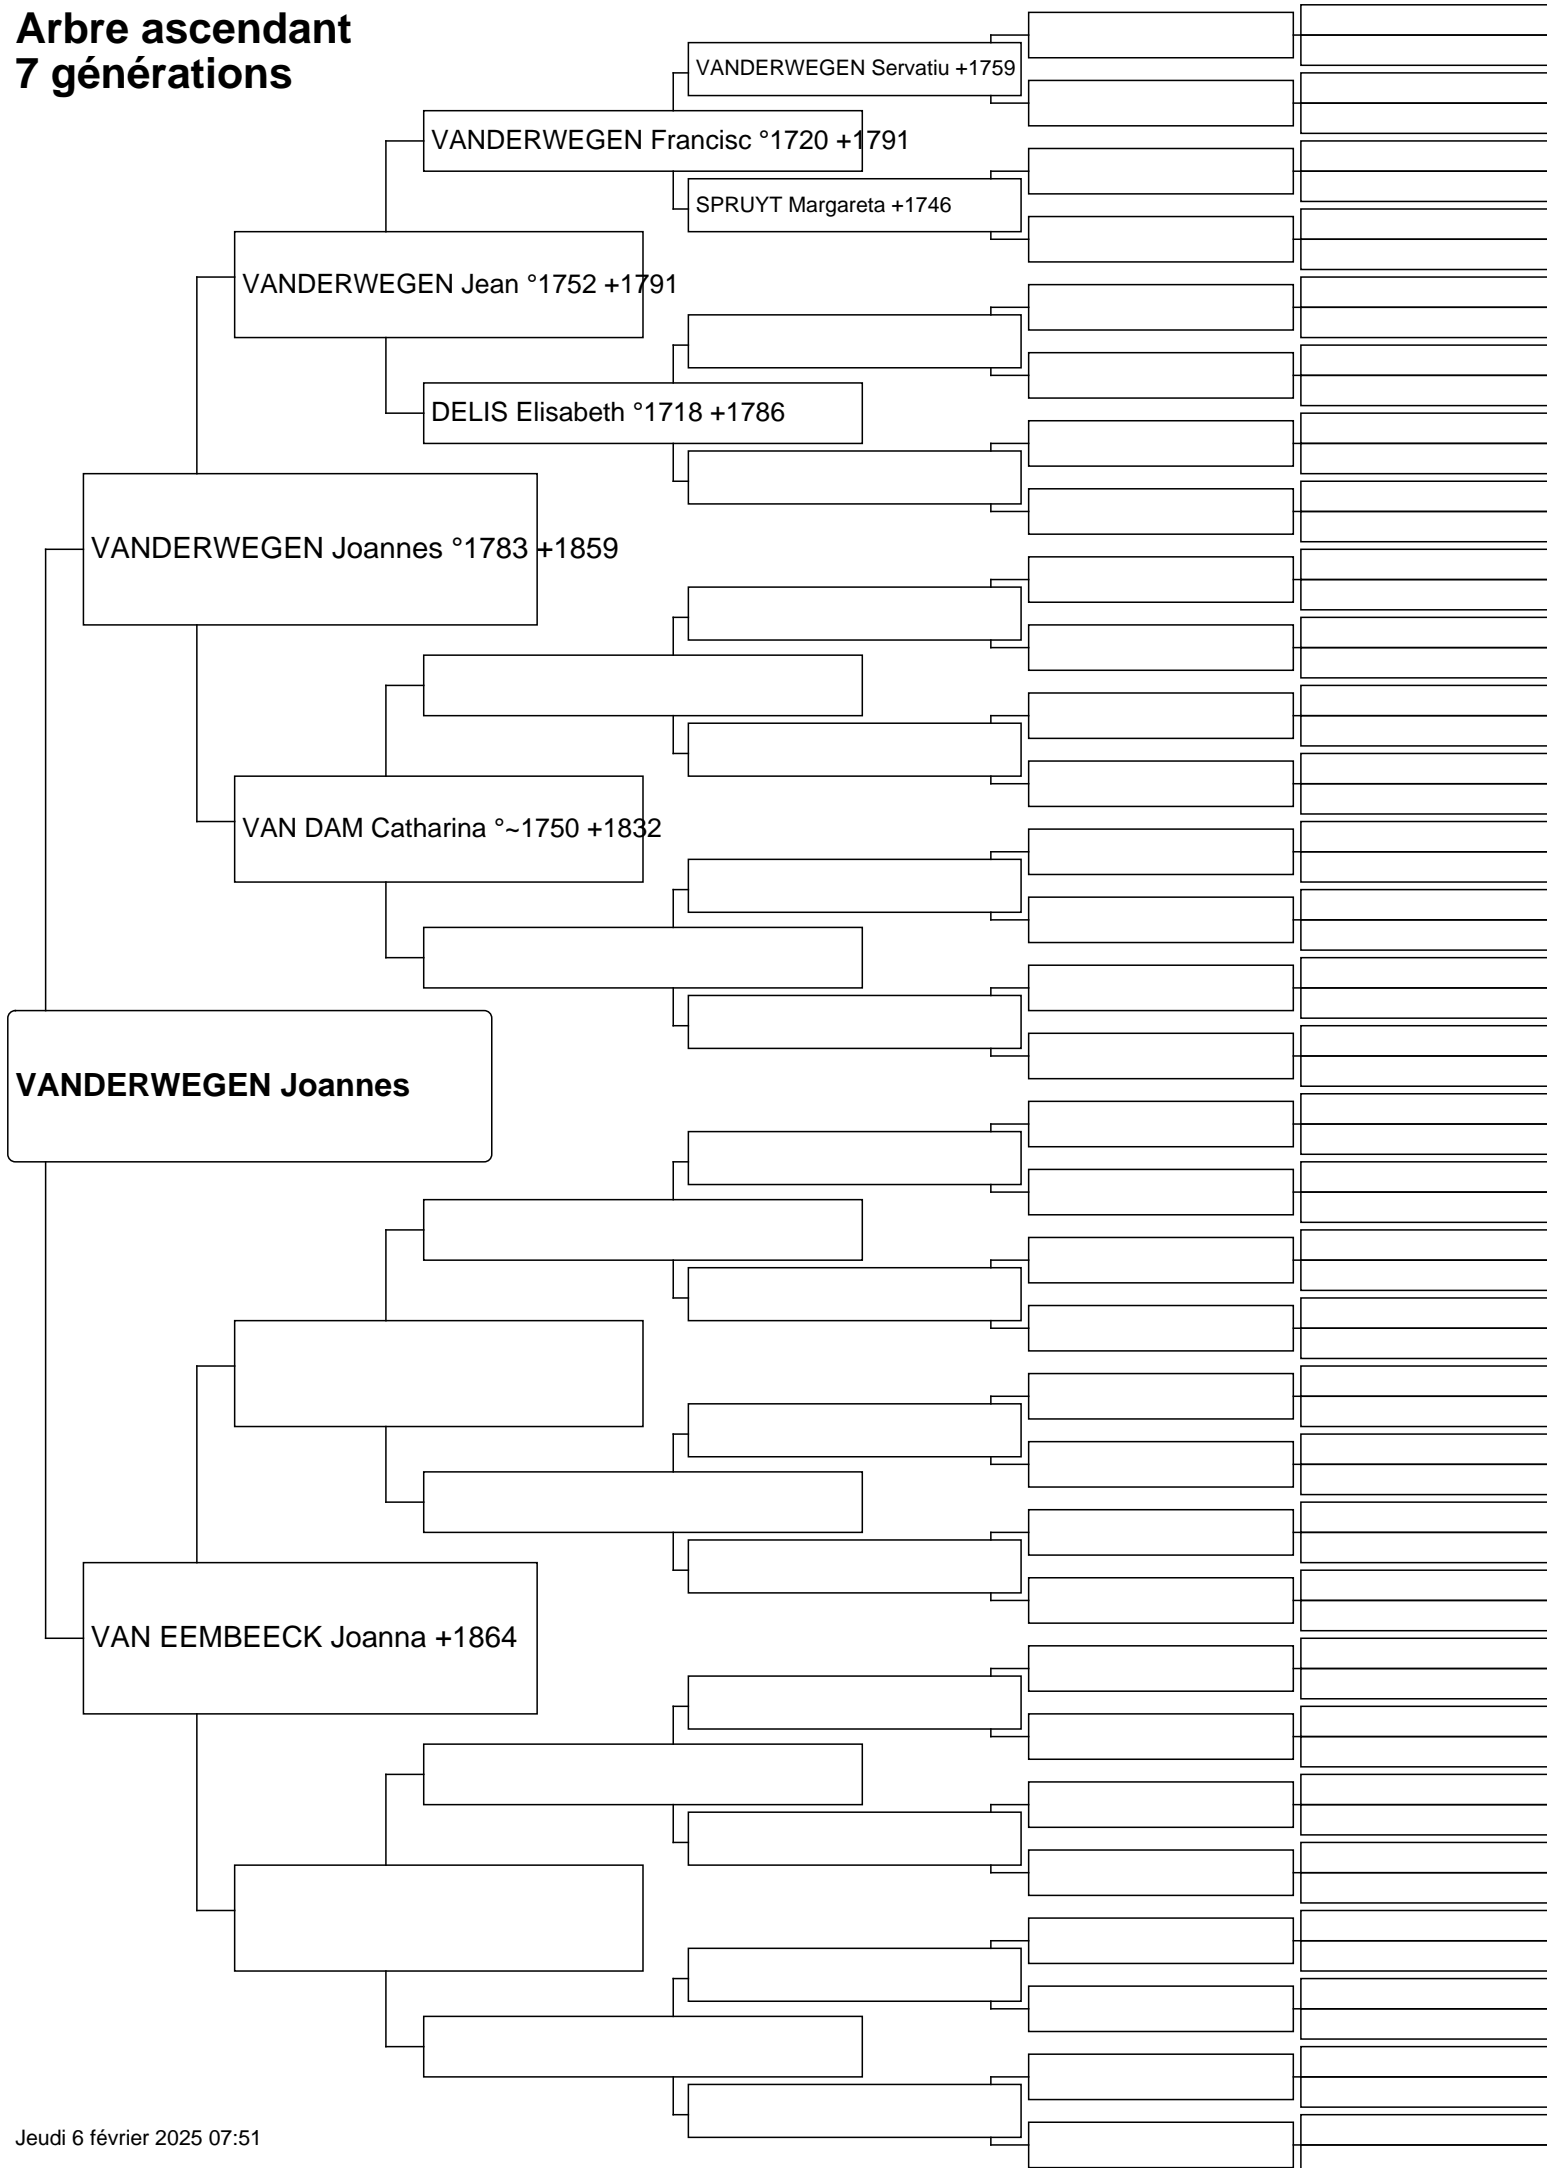 Arbre ascendant
7 générations
VANDERWEGEN Servatiu +1759
VANDERWEGEN Francisc °1720 +1791
SPRUYT Margareta +1746
VANDERWEGEN Jean °1752 +1791
DELIS Elisabeth °1718 +1786
VANDERWEGEN Joannes °1783 +1859
VAN DAM Catharina °~1750 +1832
VANDERWEGEN Joannes
VAN EEMBEECK Joanna +1864
Jeudi 6 février 2025 07:51